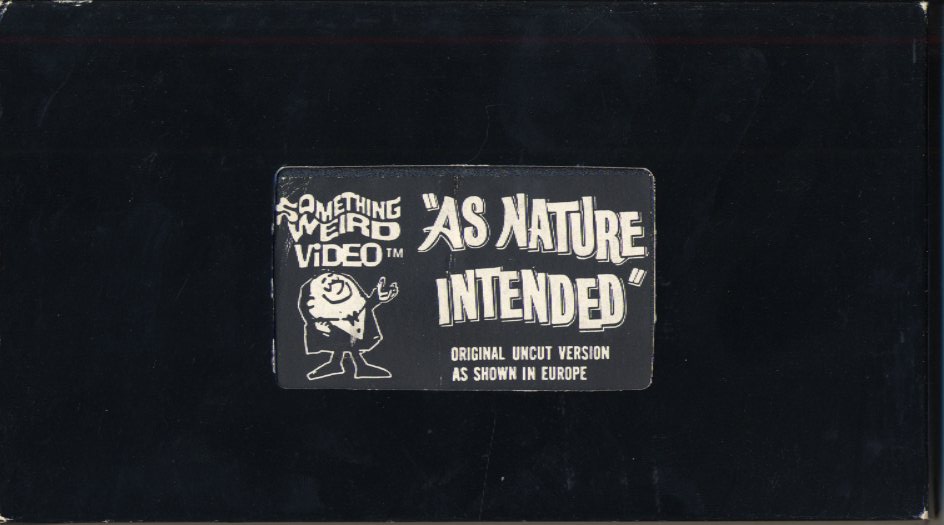 SOMETHING
WEIRD
ViDEO™
"AS NATURE
INTENDED"
ORIGINAL UNCUT VERSION
AS SHOWN IN EUROPE